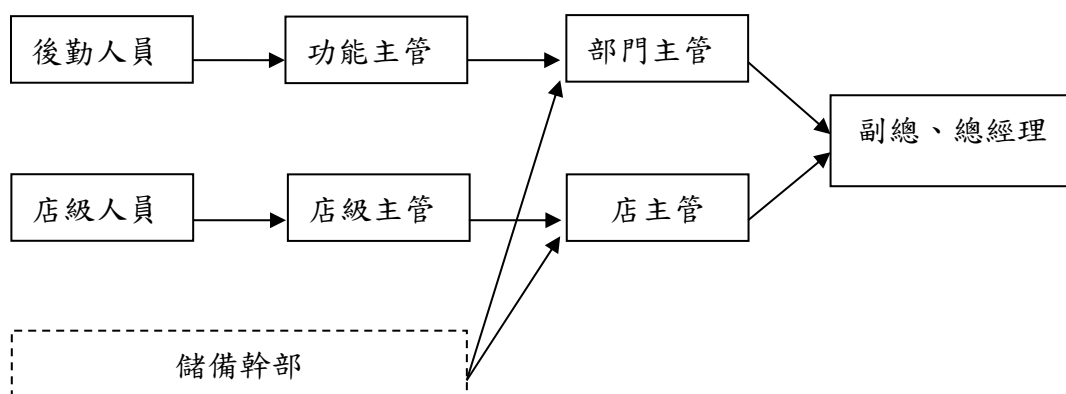 後勤人員
功能主管
部門主管
副總、總經理
店級人員
店級主管
店主管
儲備幹部